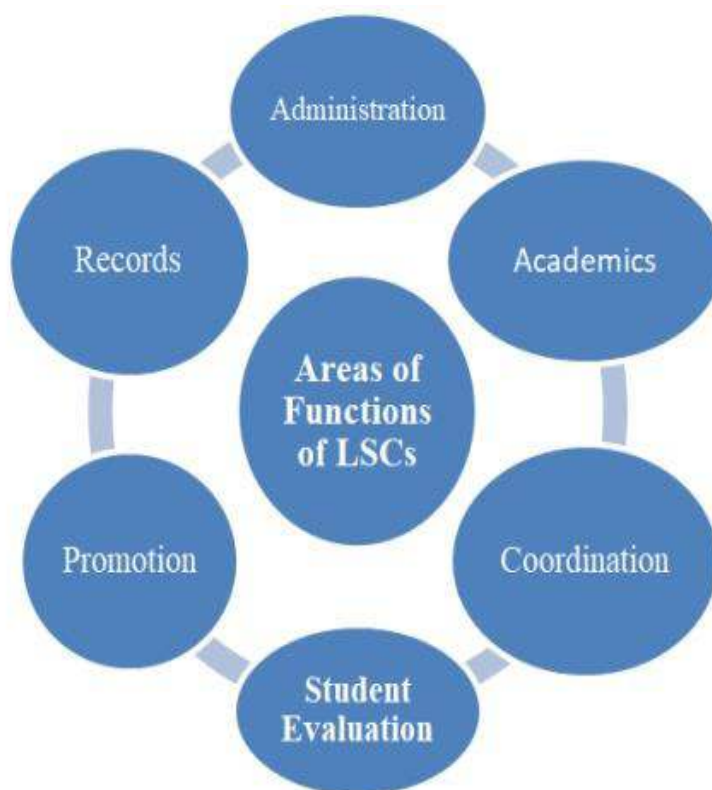 Administration
Records
Academics
Areas of
Functions
of LSCs
Promotion
Coordination
Student
Evaluation